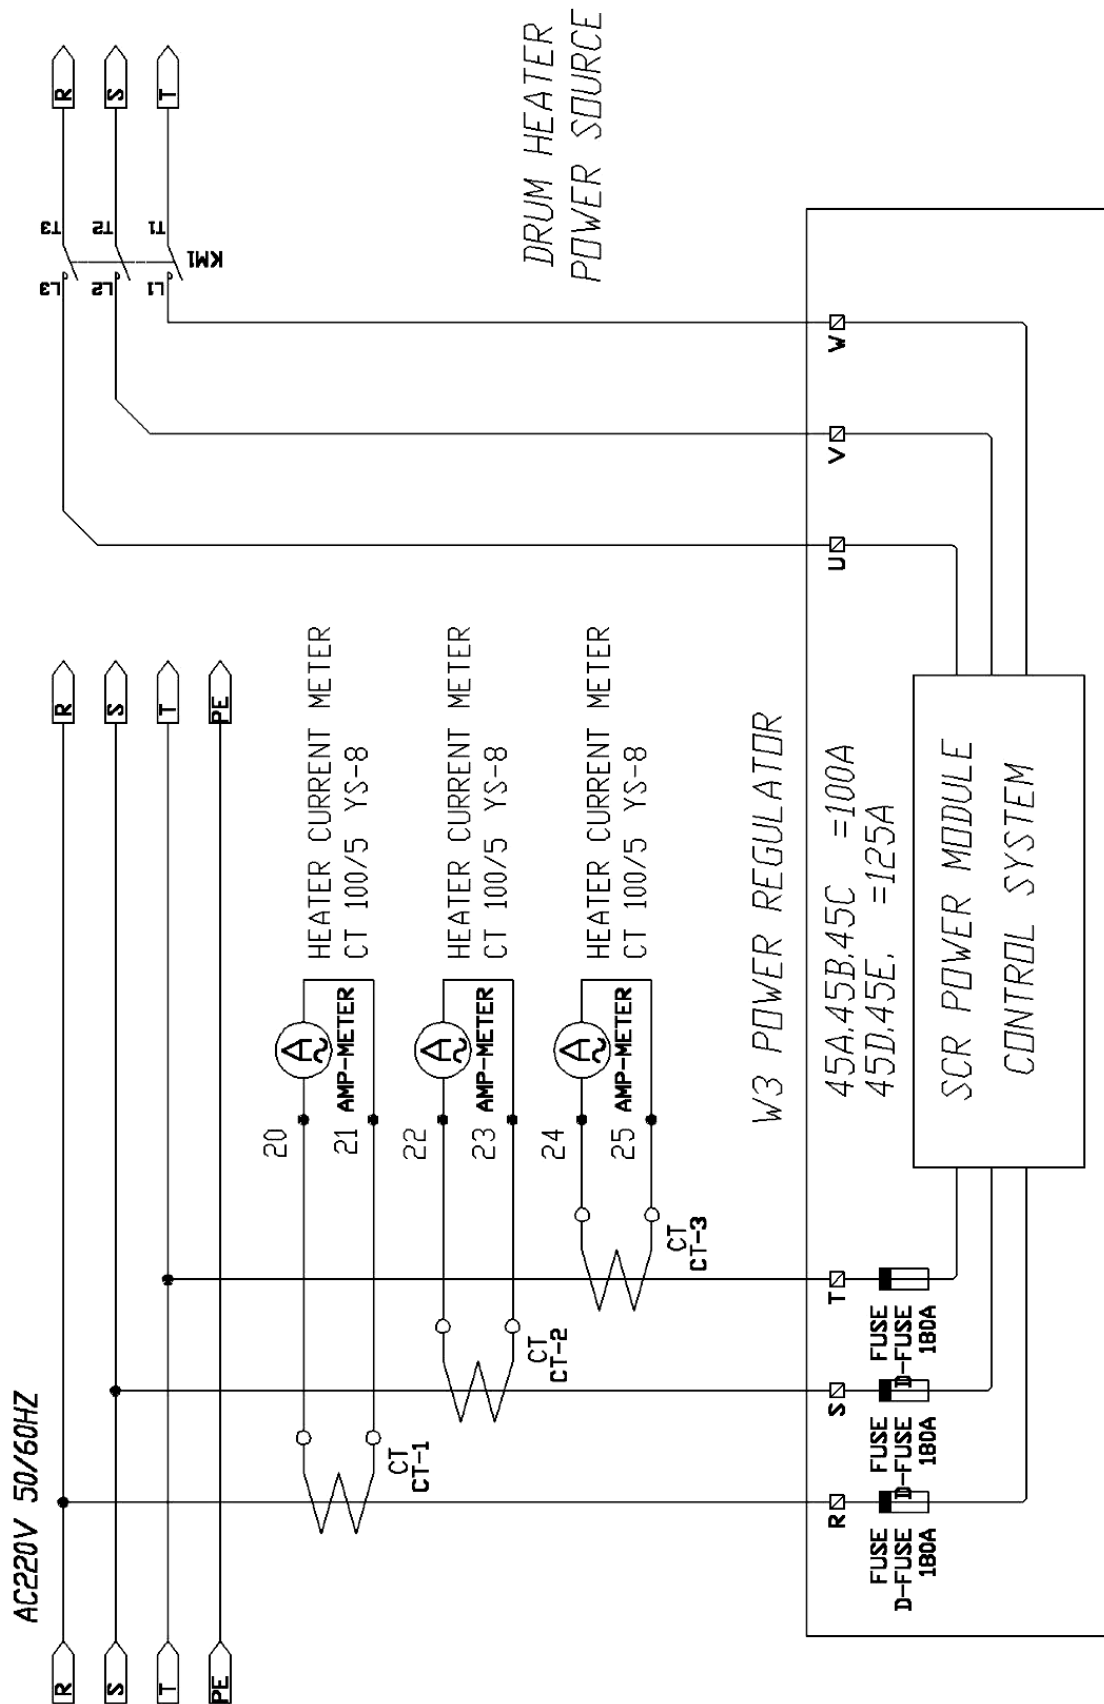 AC220V 50/60HZ
R R R
S S S
T T T
PE PE
L3 T3
L2 T2
L1 T1
KM1
20
21
AMP-METER
HEATER CURRENT METER
CT 100/5 YS-8
CT
CT-1
22
23
AMP-METER
HEATER CURRENT METER
CT 100/5 YS-8
CT
CT-2
24
25
AMP-METER
HEATER CURRENT METER
CT 100/5 YS-8
CT
CT-3
DRUM HEATER
POWER SOURCE
W3 POWER REGULATOR
R S T U V W
45A.45B.45C =100A
45D.45E. =125A
FUSE FUSE FUSE
D-FUSE D-FUSE D-FUSE
180A 180A 180A
SCR POWER MODULE
CONTROL SYSTEM